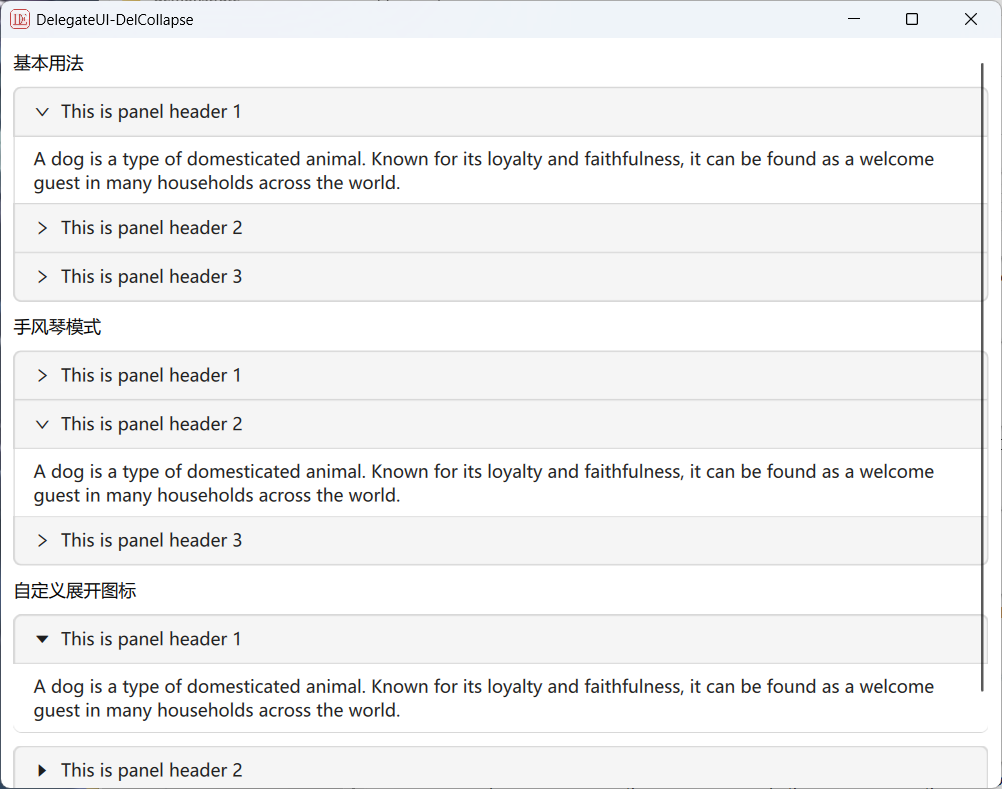 DelegateUI-DelCollapse
基本用法
This is panel header 1
A dog is a type of domesticated animal. Known for its loyalty and faithfulness, it can be found as a welcome
guest in many households across the world.
This is panel header 2
This is panel header 3
手风琴模式
This is panel header 1
This is panel header 2
A dog is a type of domesticated animal. Known for its loyalty and faithfulness, it can be found as a welcome
guest in many households across the world.
This is panel header 3
自定义展开图标
This is panel header 1
A dog is a type of domesticated animal. Known for its loyalty and faithfulness, it can be found as a welcome
guest in many households across the world.
This is panel header 2